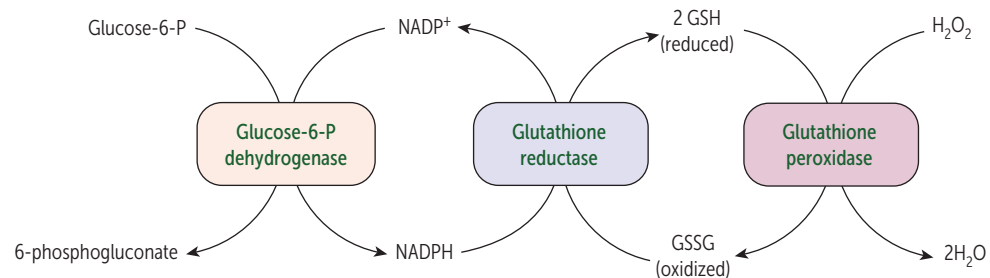 Glucose-6-P
NADP⁺
2 GSH
(reduced)
H₂O₂
Glucose-6-P
dehydrogenase
Glutathione
reductase
Glutathione
peroxidase
6-phosphogluconate
NADPH
GSSG
(oxidized)
2H₂O